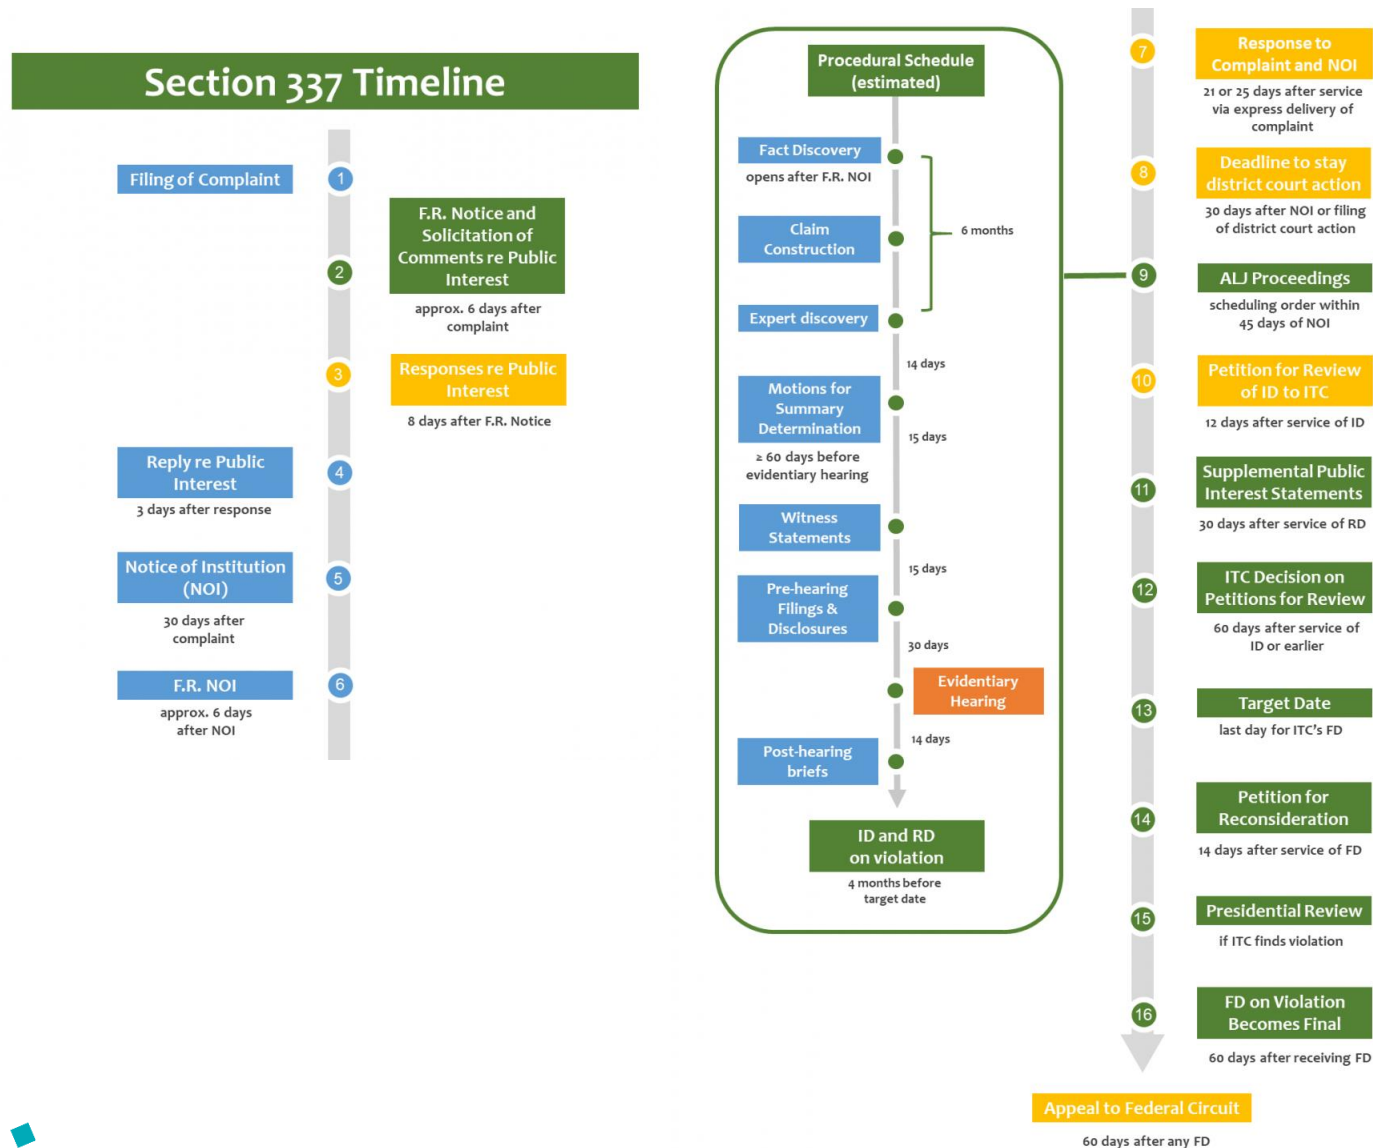 Section 337 Timeline
1
Filing of Complaint
2
F.R. Notice and
Solicitation of
Comments re Public
Interest
approx. 6 days after
complaint
3
Responses re Public
Interest
8 days after F.R. Notice
4
Reply re Public
Interest
3 days after response
5
Notice of Institution
(NOI)
30 days after
complaint
6
F.R. NOI
approx. 6 days
after NOI
Procedural Schedule
(estimated)
Fact Discovery
opens after F.R. NOI
Claim
Construction
6 months
Expert discovery
14 days
Motions for
Summary
Determination
≥ 60 days before
evidentiary hearing
15 days
Witness
Statements
15 days
Pre-hearing
Filings &
Disclosures
30 days
Evidentiary
Hearing
14 days
Post-hearing
briefs
ID and RD
on violation
4 months before
target date
7
Response to
Complaint and NOI
21 or 25 days after service
via express delivery of
complaint
8
Deadline to stay
district court action
30 days after NOI or filing
of district court action
9
ALJ Proceedings
scheduling order within
45 days of NOI
10
Petition for Review
of ID to ITC
12 days after service of ID
11
Supplemental Public
Interest Statements
30 days after service of RD
12
ITC Decision on
Petitions for Review
60 days after service of
ID or earlier
13
Target Date
last day for ITC's FD
14
Petition for
Reconsideration
14 days after service of FD
15
Presidential Review
if ITC finds violation
16
FD on Violation
Becomes Final
60 days after receiving FD
Appeal to Federal Circuit
60 days after any FD